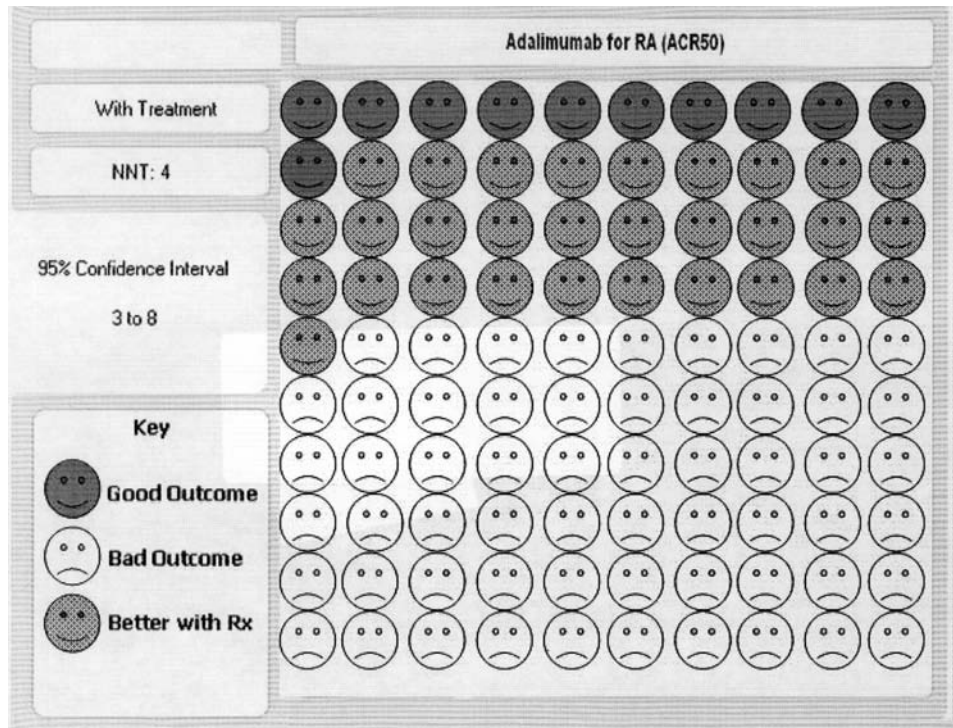 Adalimumab for RA (ACR50)
With Treatment
NNT: 4
95% Confidence Interval
3 to 8
Key
Good Outcome
Bad Outcome
Better with Rx